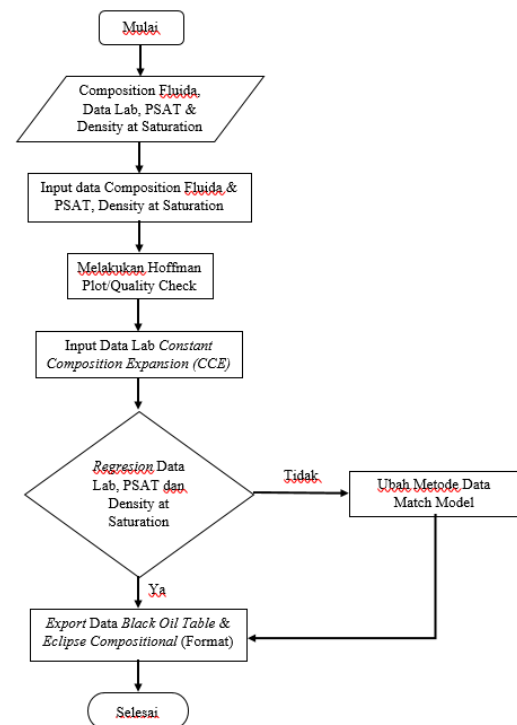 Mulai
Composition Fluida,
Data Lab, PSAT &
Density at Saturation
Input data Composition Fluida &
PSAT, Density at Saturation
Melakukan Hoffman
Plot/Quality Check
Input Data Lab Constant
Composition Expansion (CCE)
Regresion Data
Lab, PSAT dan
Density at
Saturation
Tidak
Ubah Metode Data
Match Model
Ya
Export Data Black Oil Table &
Eclipse Compositional (Format)
Selesai